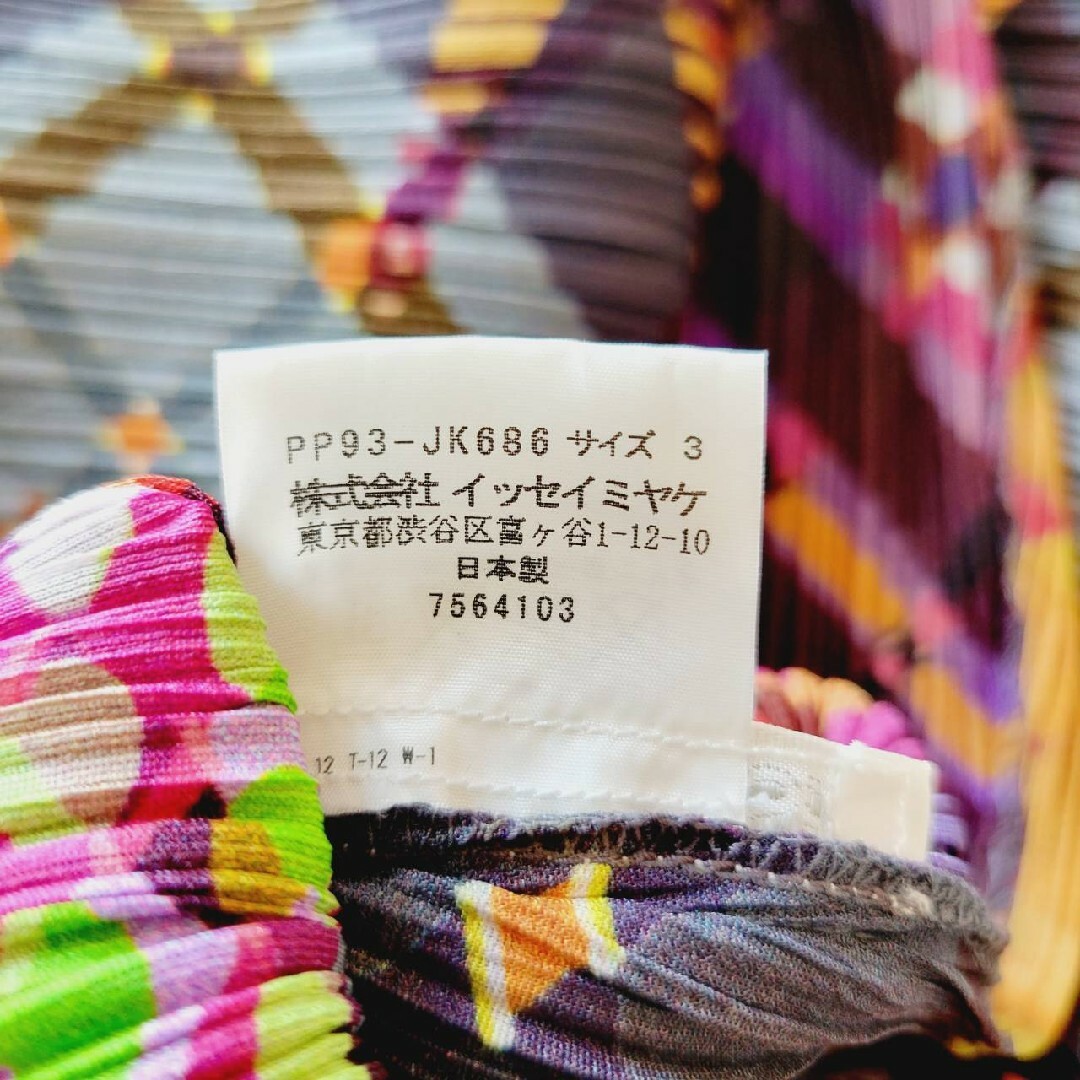 PP93-JK686 サイズ 3
株式会社 イッセイミヤケ
東京都渋谷区富ヶ谷1-12-10
日本製
7564103
12 T-12 W-1